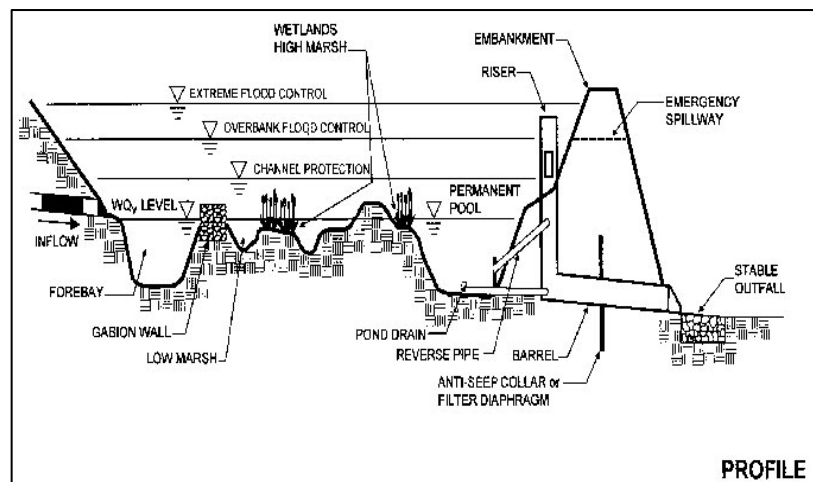 WETLANDS
HIGH MARSH
EMBANKMENT
RISER
EXTREME FLOOD CONTROL
EMERGENCY
SPILLWAY
OVERBANK FLOOD CONTROL
CHANNEL PROTECTION
WQv LEVEL
PERMANENT
POOL
INFLOW
FOREBAY
GABION WALL
LOW MARSH
POND DRAIN
REVERSE PIPE
BARREL
STABLE
OUTFALL
ANTI-SEEP COLLAR or
FILTER DIAPHRAGM
PROFILE